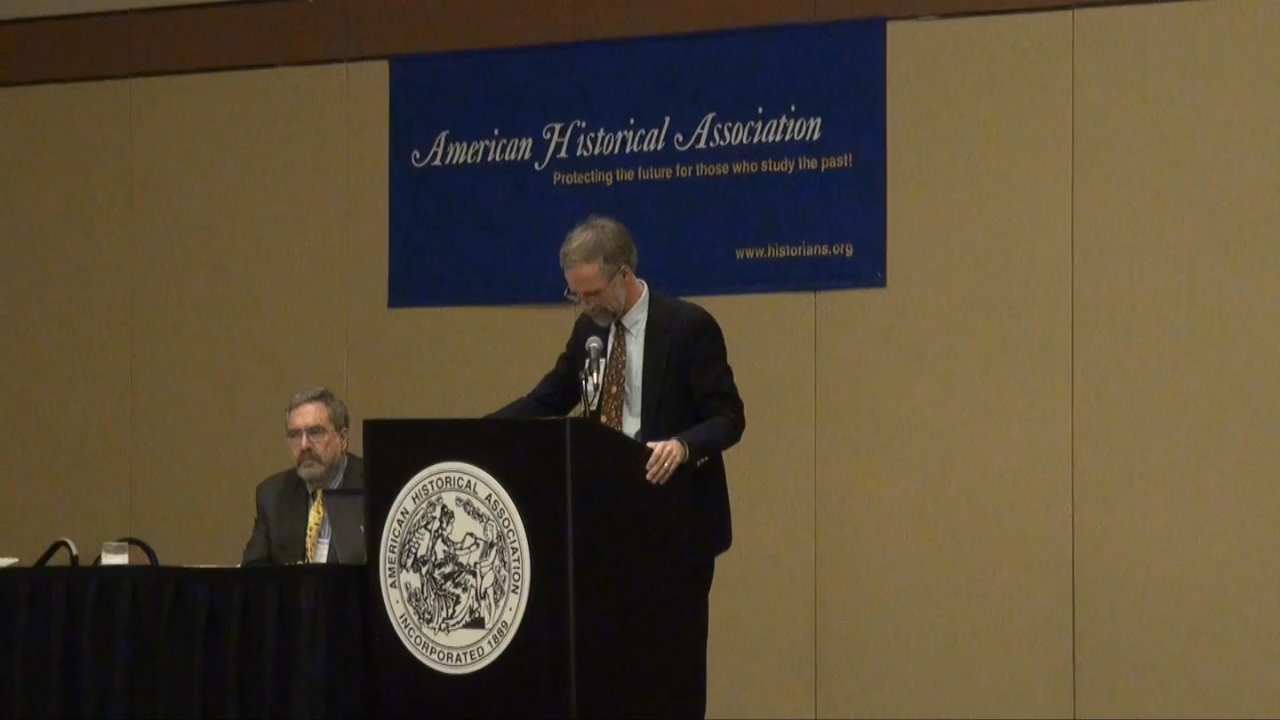 American Historical Association
Protecting the future for those who study the past!
www.historians.org
AMERICAN HISTORICAL ASSOCIATION
INCORPORATED 1889